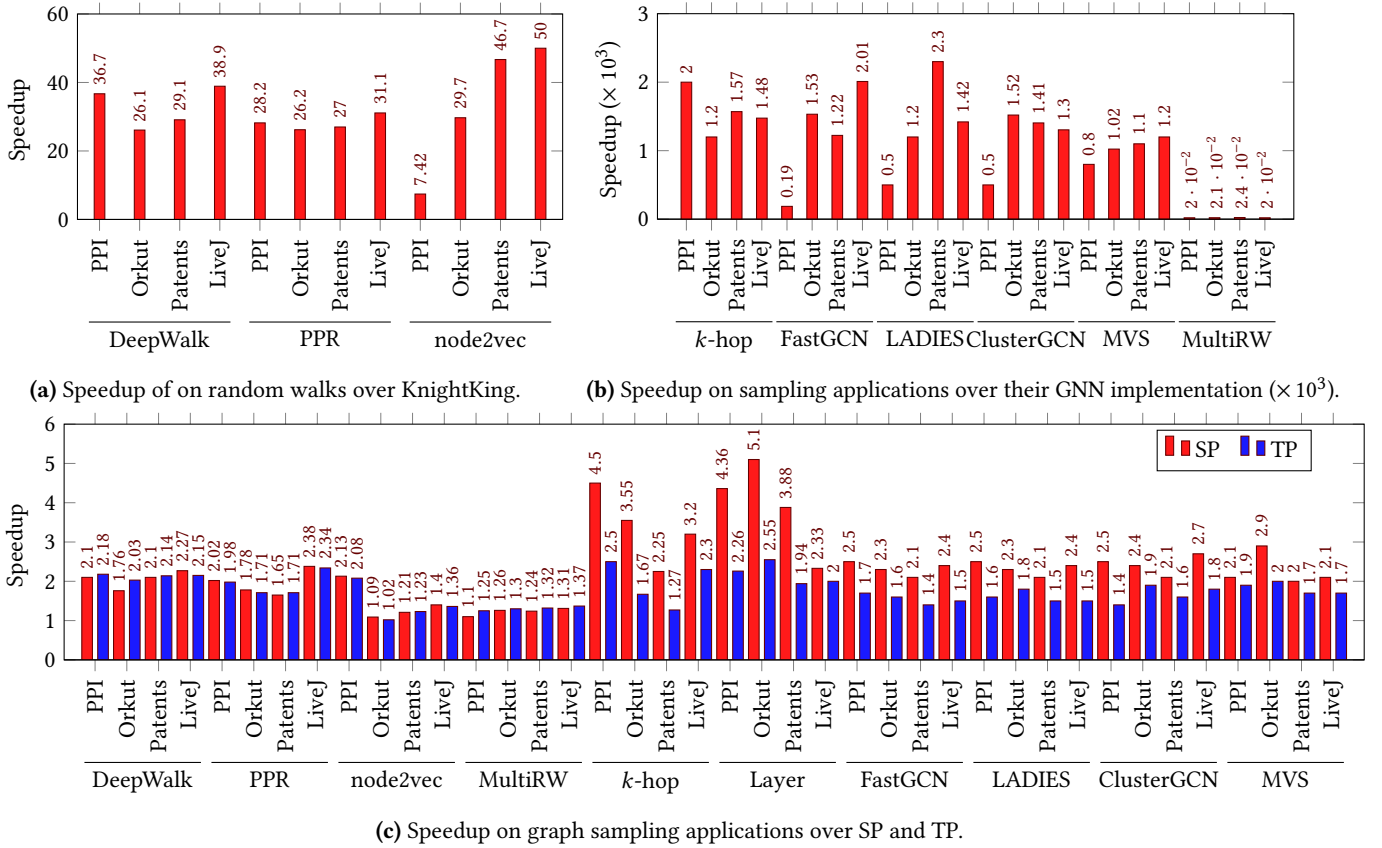 60
40
20
0
Speedup
36.7
26.1
29.1
38.9
28.2
26.2
27
31.1
7.42
29.7
46.7
50
PPI
Orkut
Patents
LiveJ
PPI
Orkut
Patents
LiveJ
PPI
Orkut
Patents
LiveJ
DeepWalk
PPR
node2vec
(a) Speedup of on random walks over KnightKing.
3
2
1
0
Speedup (× 10³)
2
1.2
1.57
1.48
0.19
1.53
1.22
2.01
0.5
1.2
2.3
1.42
0.5
1.52
1.41
1.3
0.8
1.02
1.1
1.2
2 · 10⁻²
2.1 · 10⁻²
2.4 · 10⁻²
2 · 10⁻²
PPI
Orkut
Patents
LiveJ
PPI
Orkut
Patents
LiveJ
PPI
Orkut
Patents
LiveJ
PPI
Orkut
Patents
LiveJ
PPI
Orkut
Patents
LiveJ
PPI
Orkut
Patents
LiveJ
k-hop
FastGCN
LADIES
ClusterGCN
MVS
MultiRW
(b) Speedup on sampling applications over their GNN implementation (× 10³).
6
5
4
3
2
1
0
Speedup
SP
TP
2.1
2.18
1.76
2.03
2.1
2.14
2.27
2.15
2.02
1.98
1.78
1.71
1.65
1.71
2.38
2.34
2.13
2.08
1.09
1.02
1.21
1.23
1.4
1.36
1.1
1.25
1.26
1.3
1.24
1.32
1.31
1.37
4.5
2.5
3.55
1.67
2.25
1.27
3.2
2.3
4.36
2.26
5.1
2.55
3.88
1.94
2.33
2
2.5
1.7
2.3
1.6
2.1
1.4
2.4
1.5
2.5
1.6
2.3
1.8
2.1
1.5
2.4
1.5
2.5
1.4
2.4
1.9
2.1
1.6
2.7
1.8
2.1
1.9
2.9
2
2
1.7
2.1
1.7
PPI
Orkut
Patents
LiveJ
PPI
Orkut
Patents
LiveJ
PPI
Orkut
Patents
LiveJ
PPI
Orkut
Patents
LiveJ
PPI
Orkut
Patents
LiveJ
PPI
Orkut
Patents
LiveJ
PPI
Orkut
Patents
LiveJ
PPI
Orkut
Patents
LiveJ
PPI
Orkut
Patents
LiveJ
PPI
Orkut
Patents
LiveJ
DeepWalk
PPR
node2vec
MultiRW
k-hop
Layer
FastGCN
LADIES
ClusterGCN
MVS
(c) Speedup on graph sampling applications over SP and TP.